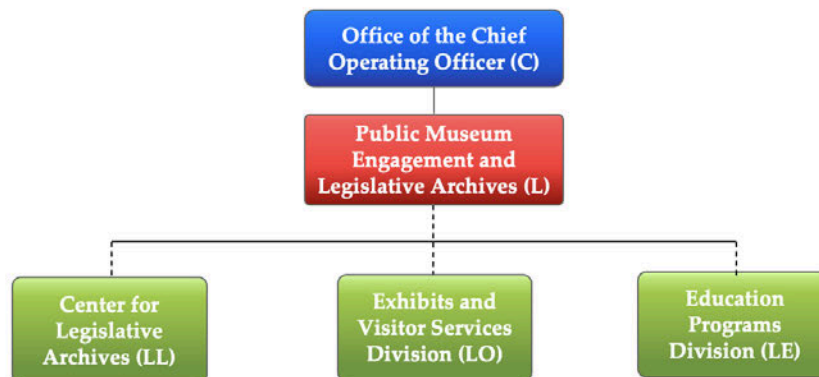 Office of the Chief
Operating Officer (C)
Public Museum
Engagement and
Legislative Archives (L)
Center for
Legislative
Archives (LL)
Exhibits and
Visitor Services
Division (LO)
Education
Programs
Division (LE)